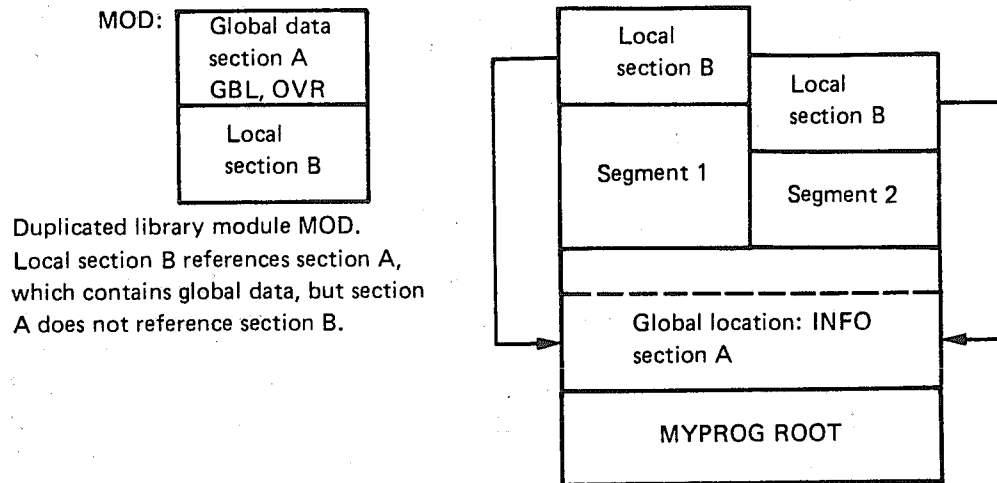 MOD:
Global data
section A
GBL, OVR
Local
section B
Duplicated library module MOD.
Local section B references section A,
which contains global data, but section
A does not reference section B.
Local
section B
Local
section B
Segment 1
Segment 2
Global location: INFO
section A
MYPROG ROOT